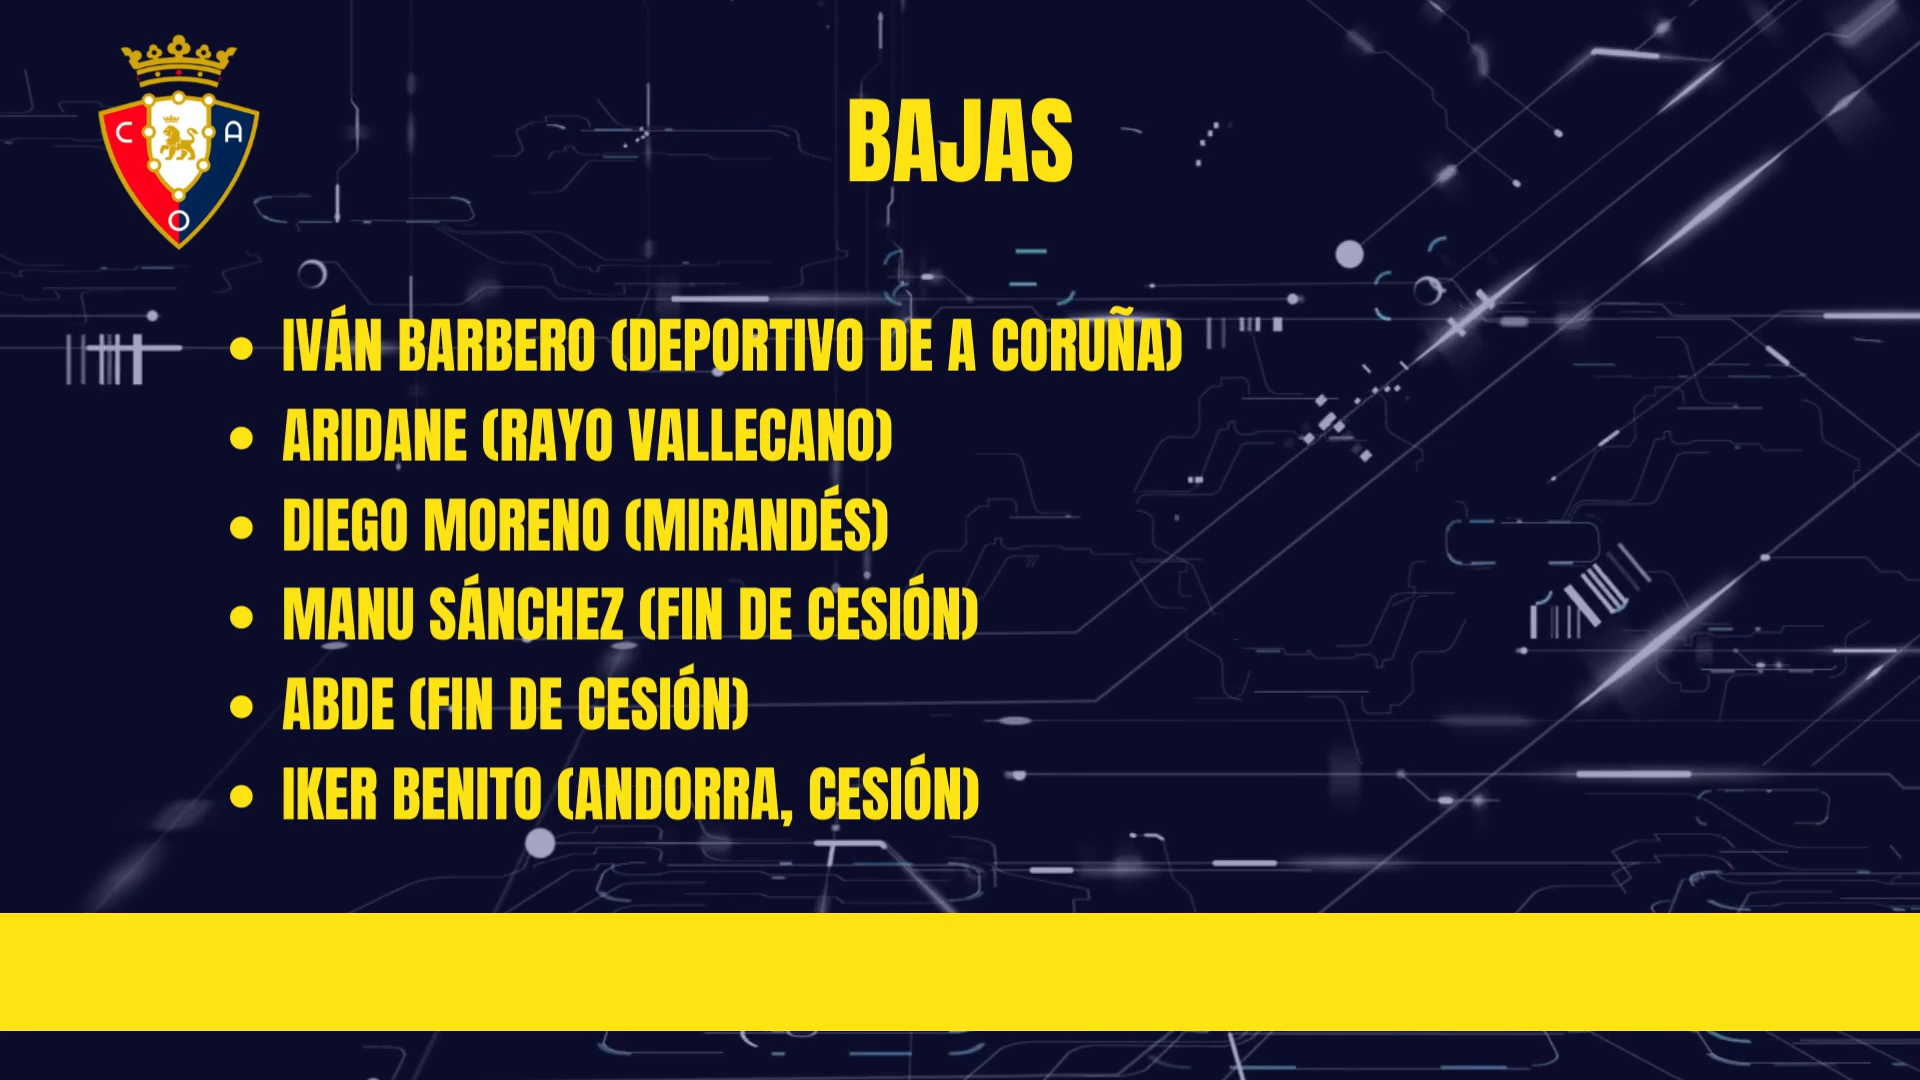 C A
O
BAJAS
• IVÁN BARBERO (DEPORTIVO DE A CORUÑA)
• ARIDANE (RAYO VALLECANO)
• DIEGO MORENO (MIRANDÉS)
• MANU SÁNCHEZ (FIN DE CESIÓN)
• ABDE (FIN DE CESIÓN)
• IKER BENITO (ANDORRA, CESIÓN)